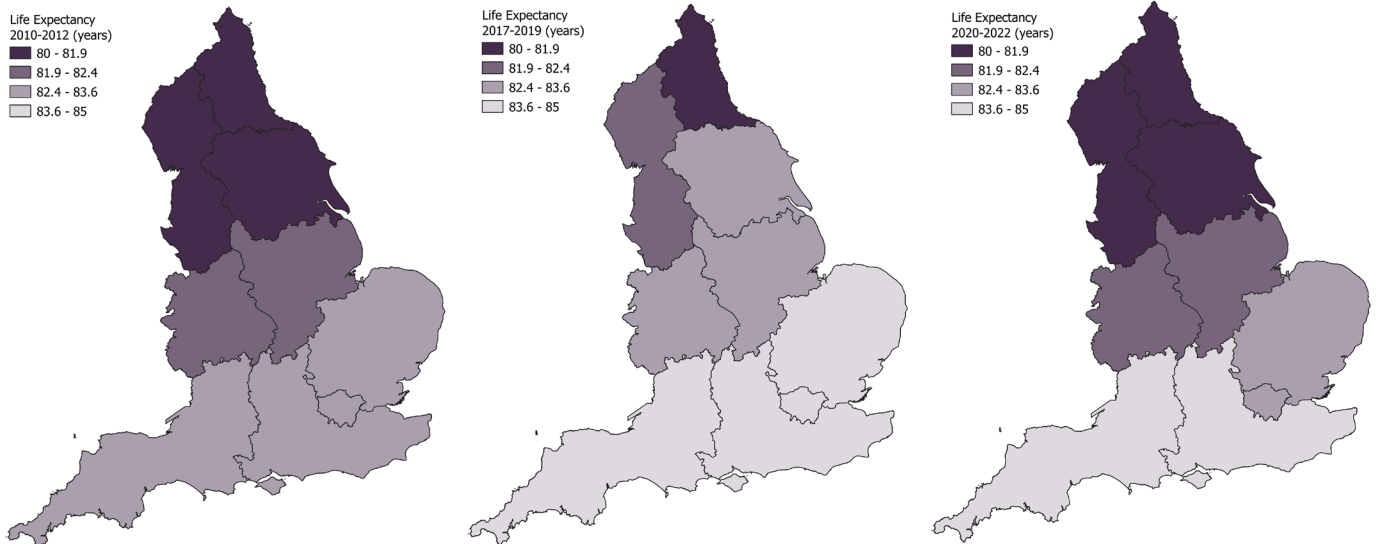 Life Expectancy
2010-2012 (years)
80 - 81.9
81.9 - 82.4
82.4 - 83.6
83.6 - 85
Life Expectancy
2017-2019 (years)
80 - 81.9
81.9 - 82.4
82.4 - 83.6
83.6 - 85
Life Expectancy
2020-2022 (years)
80 - 81.9
81.9 - 82.4
82.4 - 83.6
83.6 - 85